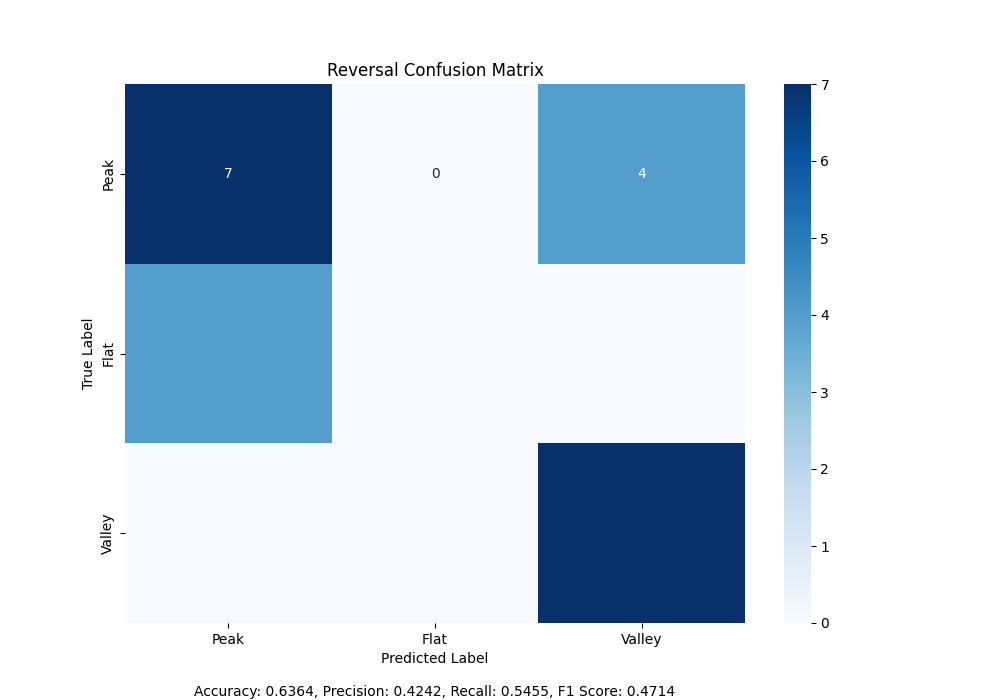 Reversal Confusion Matrix
7 0 4
Peak
Flat
Valley
True Label
Peak Flat Valley
Predicted Label
7
6
5
4
3
2
1
0
Accuracy: 0.6364, Precision: 0.4242, Recall: 0.5455, F1 Score: 0.4714